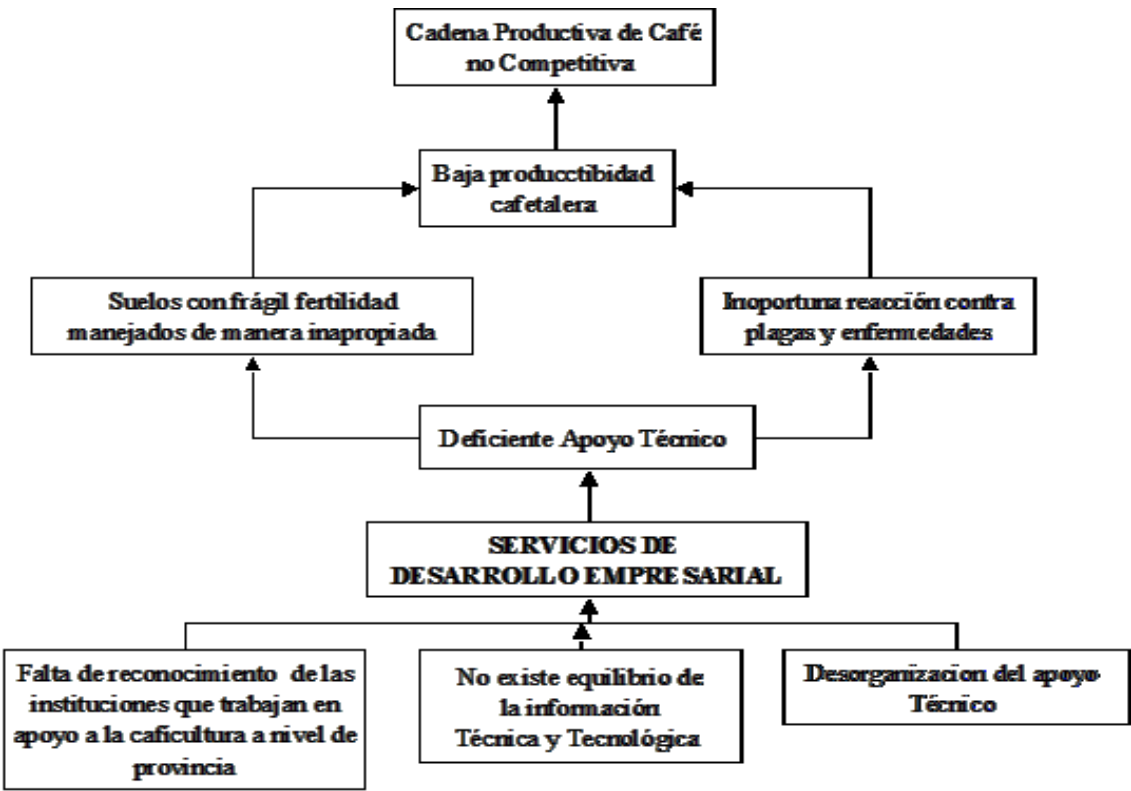 Cadena Productiva de Café
no Competitiva
Baja producctibidad
cafetalera
Suelos con frágil fertilidad
manejados de manera inapropiada
Inoportuna reacción contra
plagas y enfermedades
Deficiente Apoyo Técnico
SERVICIOS DE
DESARROLLO EMPRESARIAL
Falta de reconocimiento de las
instituciones que trabajan en
apoyo a la caficultura a nivel de
provincia
No existe equilibrio de
la información
Técnica y Tecnológica
Desorganizacion del apoyo
Técnico